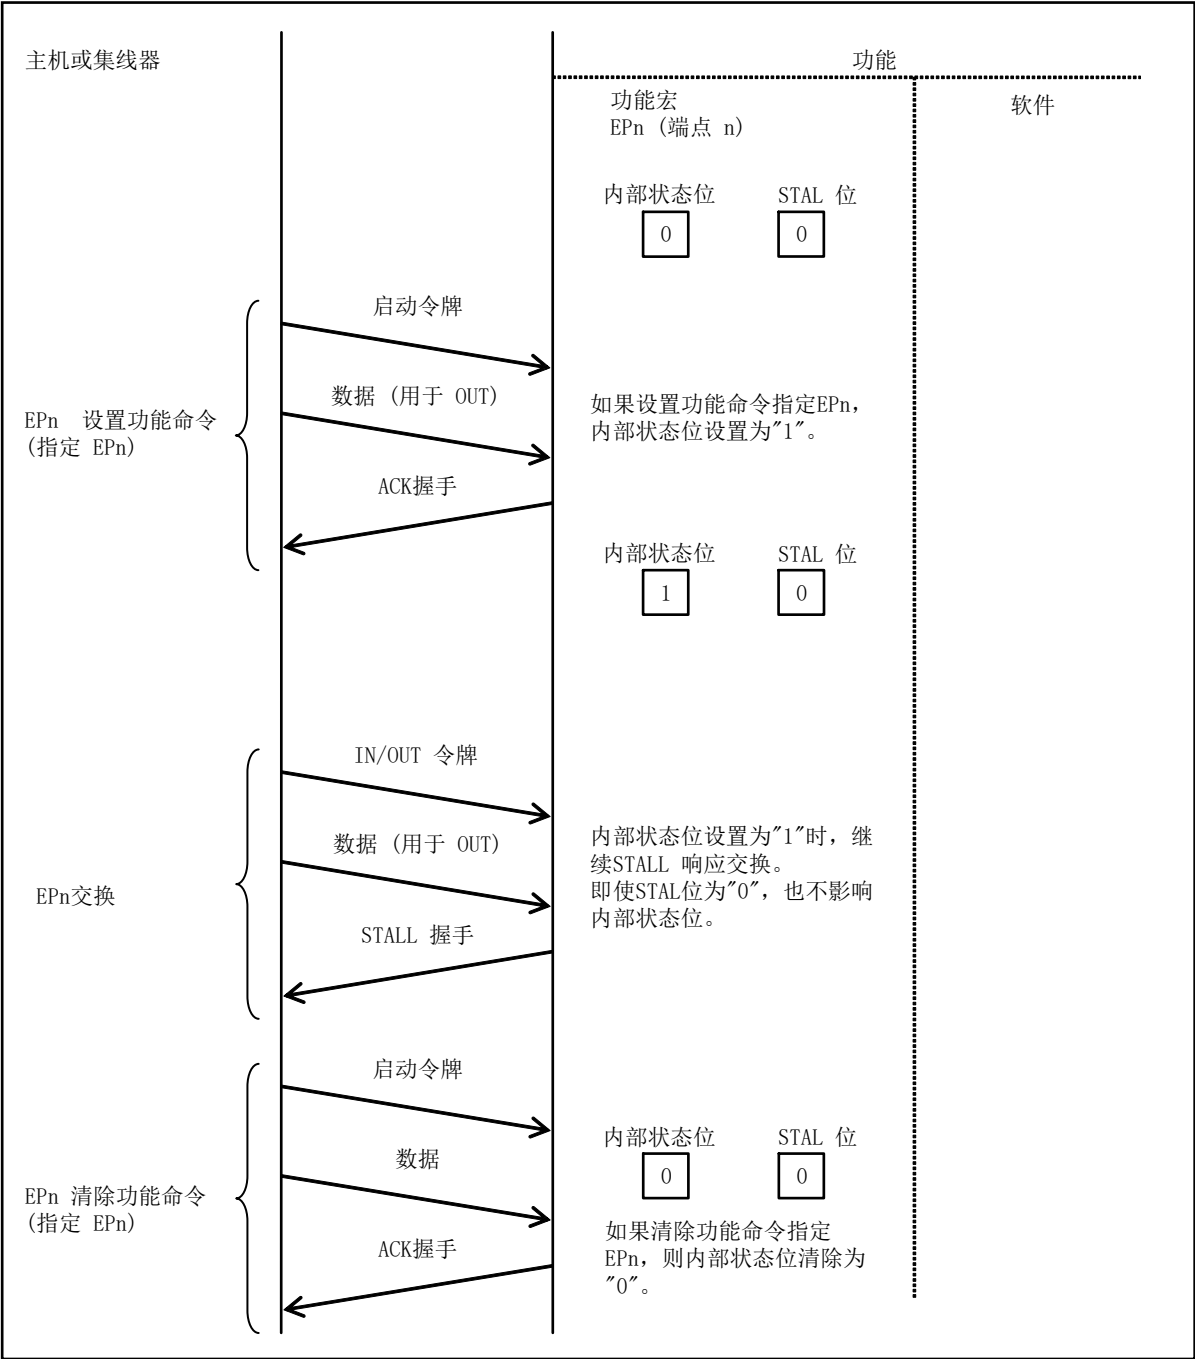 主机或集线器
功能
功能宏
EPn (端点 n)
软件
内部状态位
STAL 位
0
0
启动令牌
数据 (用于 OUT)
EPn 设置功能命令
(指定 EPn)
如果设置功能命令指定EPn,
内部状态位设置为"1"。
ACK握手
内部状态位
STAL 位
1
0
IN/OUT 令牌
数据 (用于 OUT)
EPn交换
内部状态位设置为"1"时，继
续STALL 响应交换。
即使STAL位为"0"，也不影响
内部状态位。
STALL 握手
启动令牌
数据
EPn 清除功能命令
(指定 EPn)
ACK握手
内部状态位
STAL 位
0
0
如果清除功能命令指定
EPn，则内部状态位清除为
"0"。